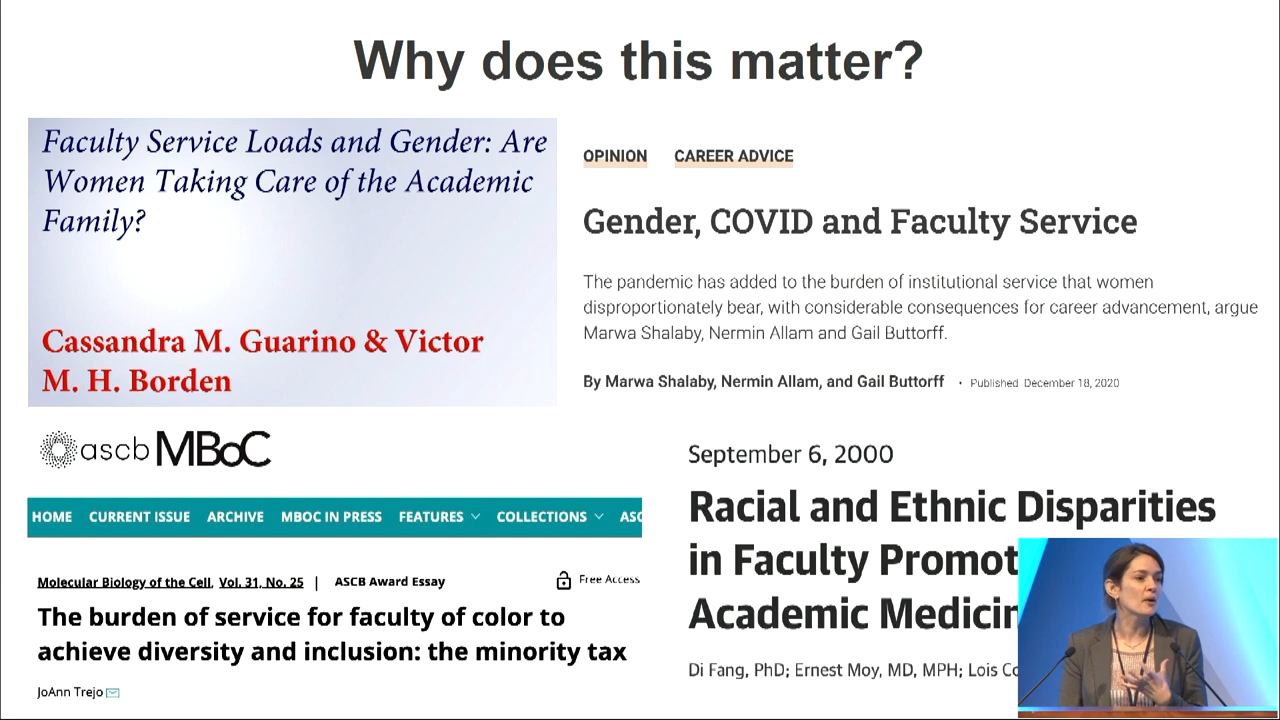 Why does this matter?
Faculty Service Loads and Gender: Are
Women Taking Care of the Academic
Family?
Cassandra M. Guarino & Victor
M. H. Borden
OPINION CAREER ADVICE
Gender, COVID and Faculty Service
The pandemic has added to the burden of institutional service that women
disproportionately bear, with considerable consequences for career advancement, argue
Marwa Shalaby, Nermin Allam and Gail Buttorff.
By Marwa Shalaby, Nermin Allam, and Gail Buttorff • Published December 18, 2020
ascb MBoC
HOME CURRENT ISSUE ARCHIVE MBOC IN PRESS FEATURES COLLECTIONS ASC
Molecular Biology of the Cell, Vol. 31, No. 25 | ASCB Award Essay Free Access
The burden of service for faculty of color to
achieve diversity and inclusion: the minority tax
JoAnn Trejo
September 6, 2000
Racial and Ethnic Disparities
in Faculty Promot
Academic Medicin
Di Fang, PhD; Ernest Moy, MD, MPH; Lois Co